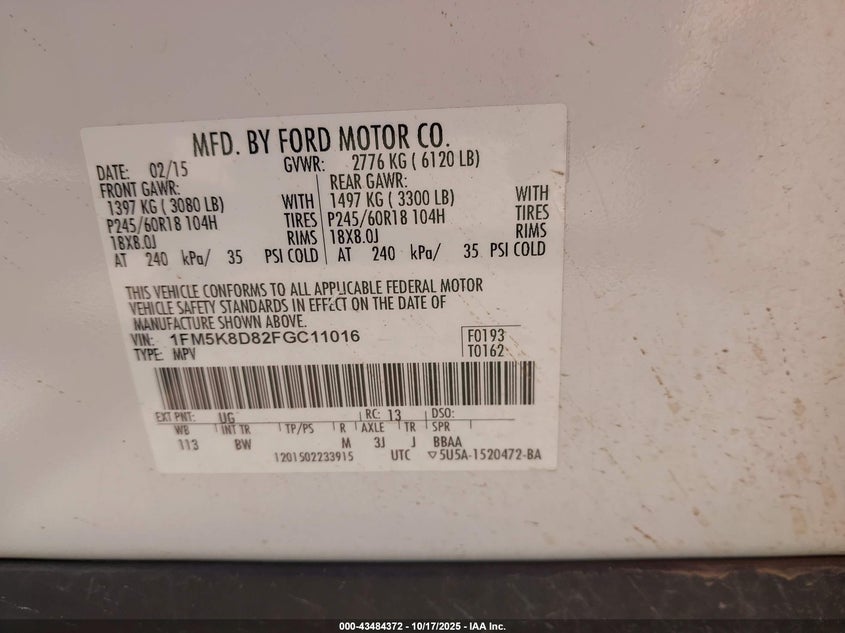 MFD. BY FORD MOTOR CO.
DATE: 02/15 GVWR: 2776 KG ( 6120 LB)
FRONT GAWR: REAR GAWR:
1397 KG ( 3080 LB) WITH 1497 KG ( 3300 LB) WITH
P245/60R18 104H TIRES P245/60R18 104H TIRES
18X8.0J RIMS 18X8.0J RIMS
AT 240 kPa/ 35 PSI COLD AT 240 kPa/ 35 PSI COLD
THIS VEHICLE CONFORMS TO ALL APPLICABLE FEDERAL MOTOR
VEHICLE SAFETY STANDARDS IN EFFECT ON THE DATE OF
MANUFACTURE SHOWN ABOVE.
VIN: 1FM5K8D82FGC11016 F0193
TYPE: MPV T0162
EXT PNT: UG RC: 13 DSO:
WB INT TR TP/PS R AXLE TR SPR
113 BW M 3J J BBAA
1201502233915 UTC ▽5U5A-1520472-BA
000-43484372 - 10/17/2025 - IAA Inc.